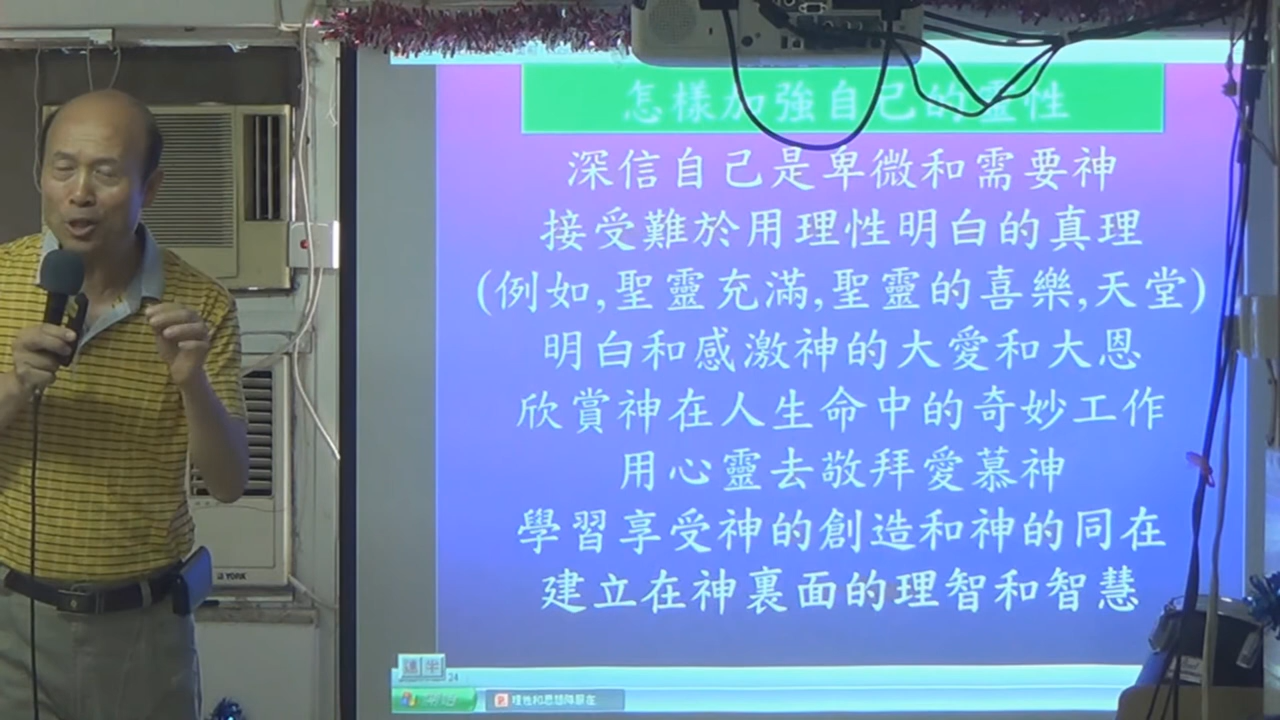 怎樣加強自己的靈性
深信自己是卑微和需要神
接受難於用理性明白的真理
(例如,聖靈充滿,聖靈的喜樂,天堂)
明白和感激神的大愛和大恩
欣賞神在人生命中的奇妙工作
用心靈去敬拜愛慕神
學習享受神的創造和神的同在
建立在神裏面的理智和智慧
YORK
24
開始